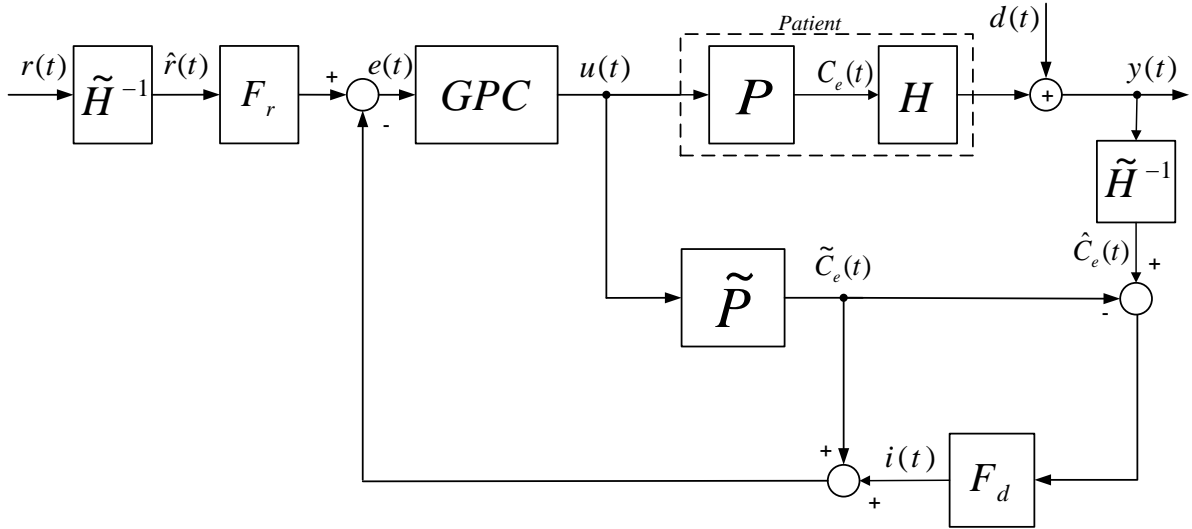 Patient
d(t)
r(t)
H̃⁻¹
r̂(t)
F_r
+
e(t)
-
GPC
u(t)
P
C_e(t)
H
+
y(t)
H̃⁻¹
Ĉ_e(t)
+
-
P̃
C̃_e(t)
+
+
i(t)
F_d